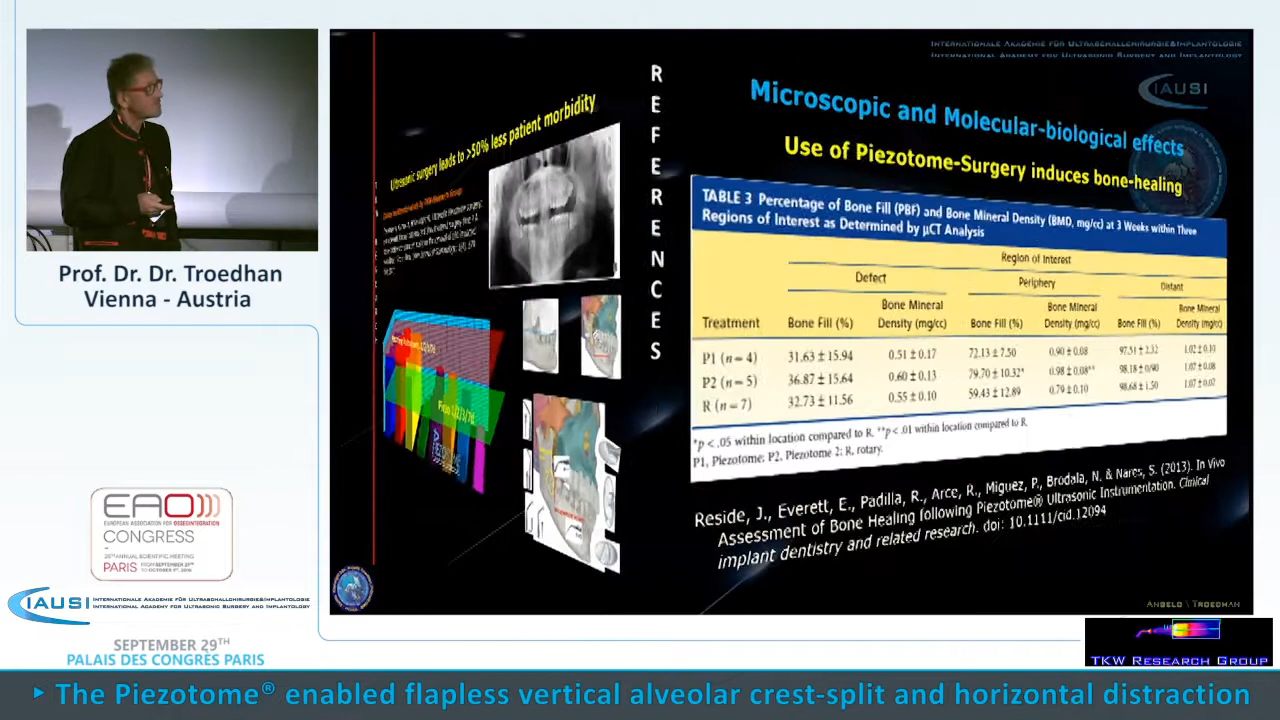 Prof. Dr. Dr. Troedhan
Vienna - Austria
EAO
EUROPEAN ASSOCIATION FOR OSSEOINTEGRATION
CONGRESS
25TH ANNUAL SCIENTIFIC MEETING
PARIS
FROM SEPTEMBER 29TH
TO OCTOBER 1ST, 2016
IAUSI
INTERNATIONALE AKADEMIE FÜR ULTRASCHALLCHIRURGIE&IMPLANTOLOGIE
INTERNATIONAL ACADEMY FOR ULTRASONIC SURGERY AND IMPLANTOLOGY
SEPTEMBER 29TH
PALAIS DES CONGRÈS PARIS
Ultrasonic surgery leads to >50% less patient morbidity
REFERENCES
INTERNATIONALE AKADEMIE FÜR ULTRASCHALLCHIRURGIE&IMPLANTOLOGIE
INTERNATIONAL ACADEMY FOR ULTRASONIC SURGERY AND IMPLANTOLOGY
IAUSI
Microscopic and Molecular-biological effects
Use of Piezotome-Surgery induces bone-healing
TABLE 3 Percentage of Bone Fill (PBF) and Bone Mineral Density (BMD, mg/cc) at 3 Weeks within Three
Regions of Interest as Determined by µCT Analysis
Region of Interest
Defect Periphery Distant
Treatment Bone Fill (%) Bone Mineral Density (mg/cc) Bone Fill (%) Bone Mineral Density (mg/cc) Bone Fill (%) Bone Mineral Density (mg/cc)
P1 (n = 4) 31.63 ± 15.94 0.51 ± 0.17 72.13 ± 7.50 0.90 ± 0.08 97.51 ± 2.32 1.02 ± 0.10
P2 (n = 5) 36.87 ± 15.64 0.60 ± 0.13 79.70 ± 10.32* 0.98 ± 0.08** 98.18 ± 0.90 1.07 ± 0.08
R (n = 7) 32.73 ± 11.56 0.55 ± 0.10 59.43 ± 12.89 0.79 ± 0.10 98.68 ± 1.50 1.07 ± 0.02
*p < .05 within location compared to R. **p < .01 within location compared to R.
P1, Piezotome; P2, Piezotome 2; R, rotary.
Reside, J., Everett, E., Padilla, R., Arce, R., Miguez, P., Brodala, N. & Nares, S. (2013). In Vivo
Assessment of Bone Healing following Piezotome® Ultrasonic Instrumentation. Clinical
implant dentistry and related research. doi: 10.1111/cid.12094
ANGELO \ TROEDHAN
TKW RESEARCH GROUP
The Piezotome® enabled flapless vertical alveolar crest-split and horizontal distraction